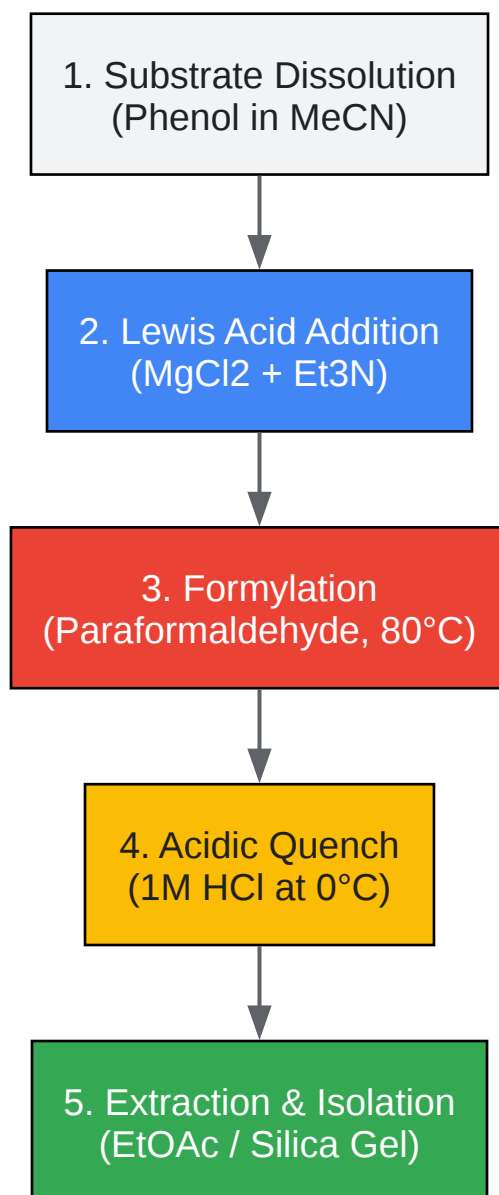 1. Substrate Dissolution
(Phenol in MeCN)
2. Lewis Acid Addition
(MgCl2 + Et3N)
3. Formylation
(Paraformaldehyde, 80°C)
4. Acidic Quench
(1M HCl at 0°C)
5. Extraction & Isolation
(EtOAc / Silica Gel)